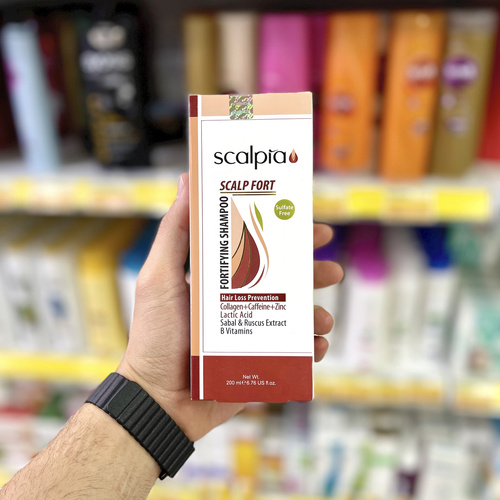 scalpia
SCALP FORT
Sulfate
Free
FORTIFYING SHAMPOO
Hair Loss Prevention
Collagen+Caffeine+Zinc
Lactic Acid
Sabal & Ruscus Extract
8 Vitamins
Net Wt.
200 ml℮6.76 US fl.oz.